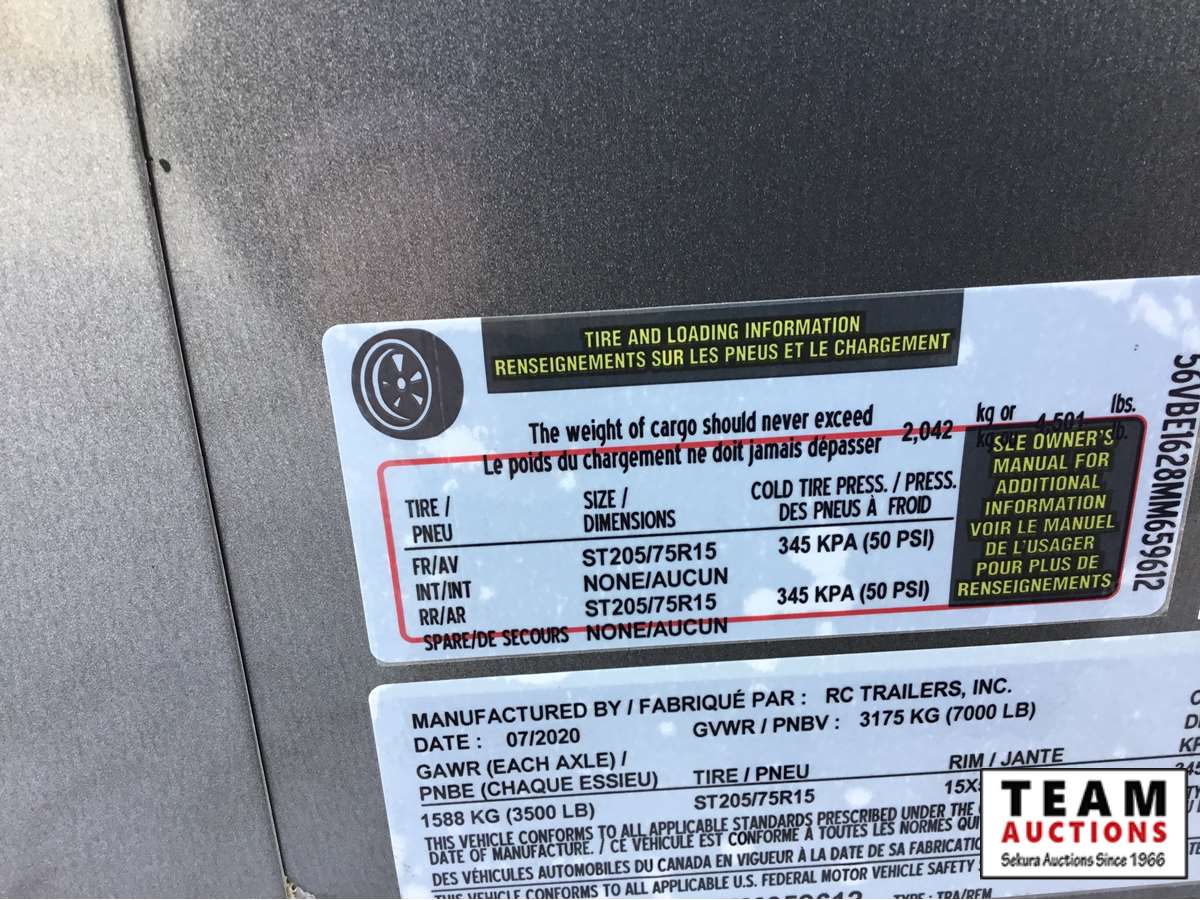 TIRE AND LOADING INFORMATION
RENSEIGNEMENTS SUR LES PNEUS ET LE CHARGEMENT
The weight of cargo should never exceed 2,042 kg or 4,501 lbs.
Le poids du chargement ne doit jamais dépasser
TIRE / SIZE / COLD TIRE PRESS. / PRESS.
PNEU DIMENSIONS DES PNEUS À FROID
FR/AV ST205/75R15 345 KPA (50 PSI)
INT/INT NONE/AUCUN
RR/AR ST205/75R15 345 KPA (50 PSI)
SPARE/DE SECOURS NONE/AUCUN
SEE OWNER'S
MANUAL FOR
ADDITIONAL
INFORMATION
VOIR LE MANUEL
DE L'USAGER
POUR PLUS DE
RENSEIGNEMENTS
56VBE1628MM659612
MANUFACTURED BY / FABRIQUÉ PAR : RC TRAILERS, INC.
DATE : 07/2020 GVWR / PNBV : 3175 KG (7000 LB)
GAWR (EACH AXLE) /
PNBE (CHAQUE ESSIEU) TIRE / PNEU RIM / JANTE
1588 KG (3500 LB) ST205/75R15
THIS VEHICLE CONFORMS TO ALL APPLICABLE STANDARDS PRESCRIBED UNDER THE
DATE OF MANUFACTURE. / CE VÉHICULE EST CONFORME À TOUTES LES NORMES QUI
DES VÉHICULES AUTOMOBILES DU CANADA EN VIGUEUR À LA DATE DE SA
THIS VEHICLE CONFORMS TO ALL APPLICABLE U.S. FEDERAL MOTOR VEHICLE SAFETY
TYPE : TRA/REM
TEAM
AUCTIONS
Sekura Auctions Since 1966